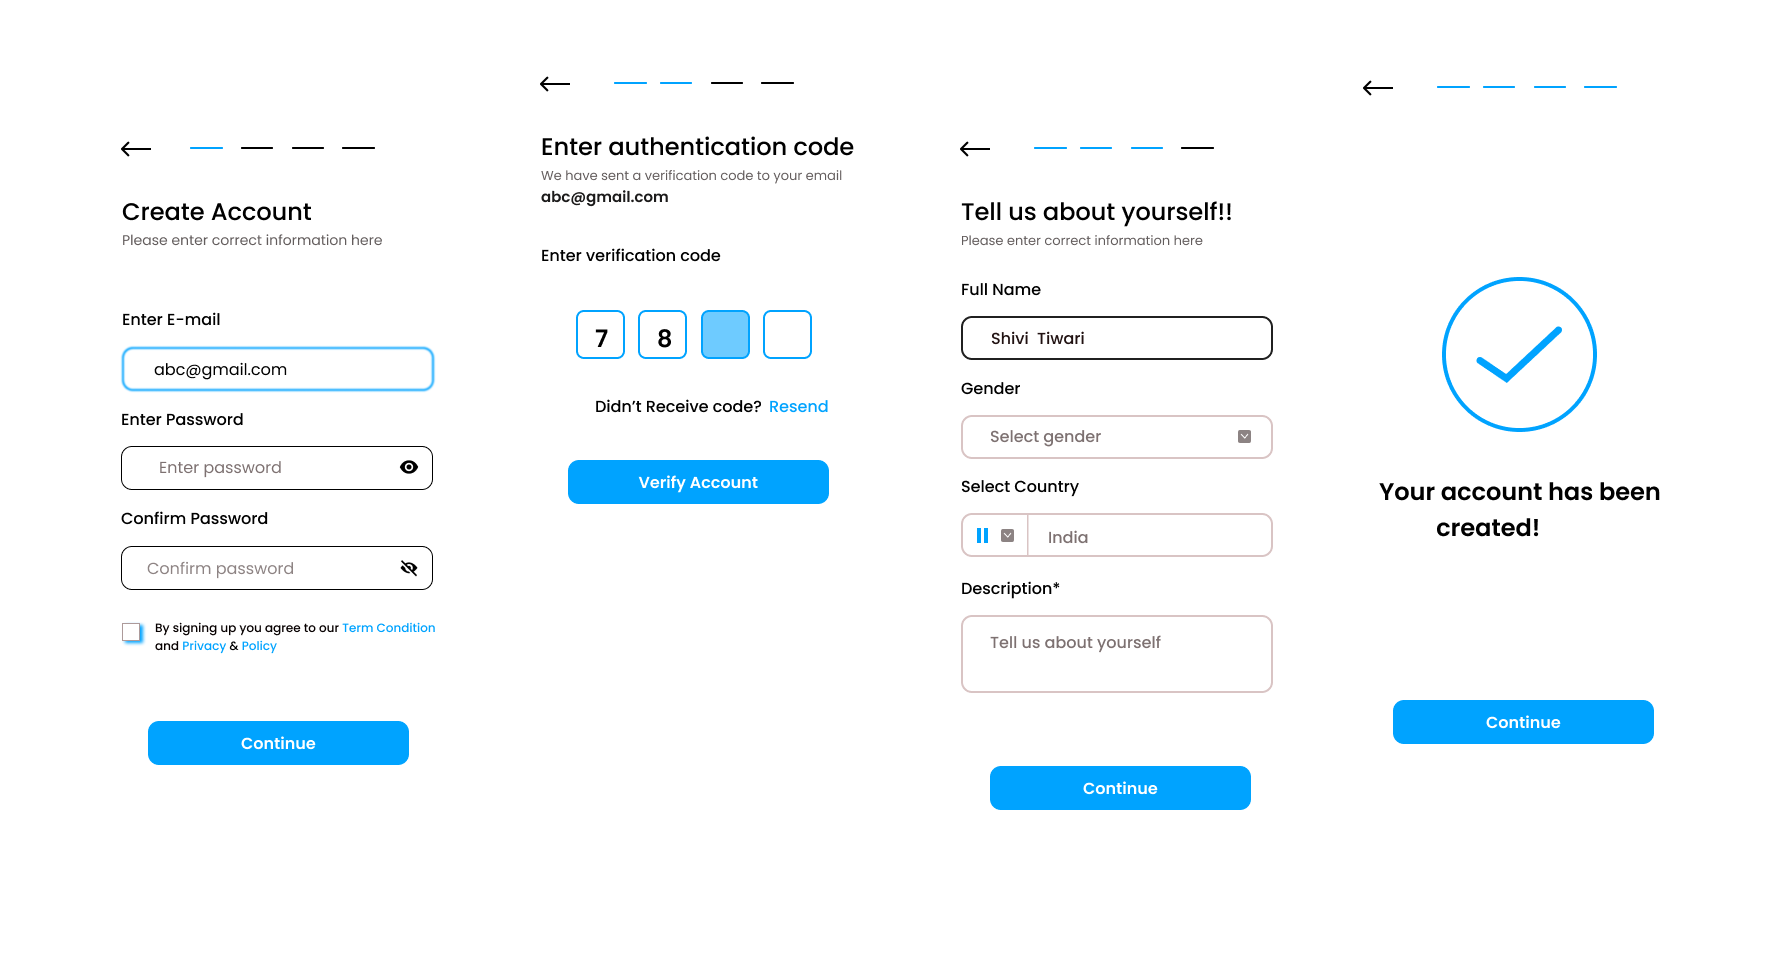 Create Account
Please enter correct information here
Enter E-mail
abc@gmail.com
Enter Password
Enter password
Confirm Password
Confirm password
By signing up you agree to our Term Condition
and Privacy & Policy
Continue
Enter authentication code
We have sent a verification code to your email
abc@gmail.com
Enter verification code
7 8
Didn’t Receive code? Resend
Verify Account
Tell us about yourself!!
Please enter correct information here
Full Name
Shivi Tiwari
Gender
Select gender
Select Country
India
Description*
Tell us about yourself
Continue
Your account has been
created!
Continue